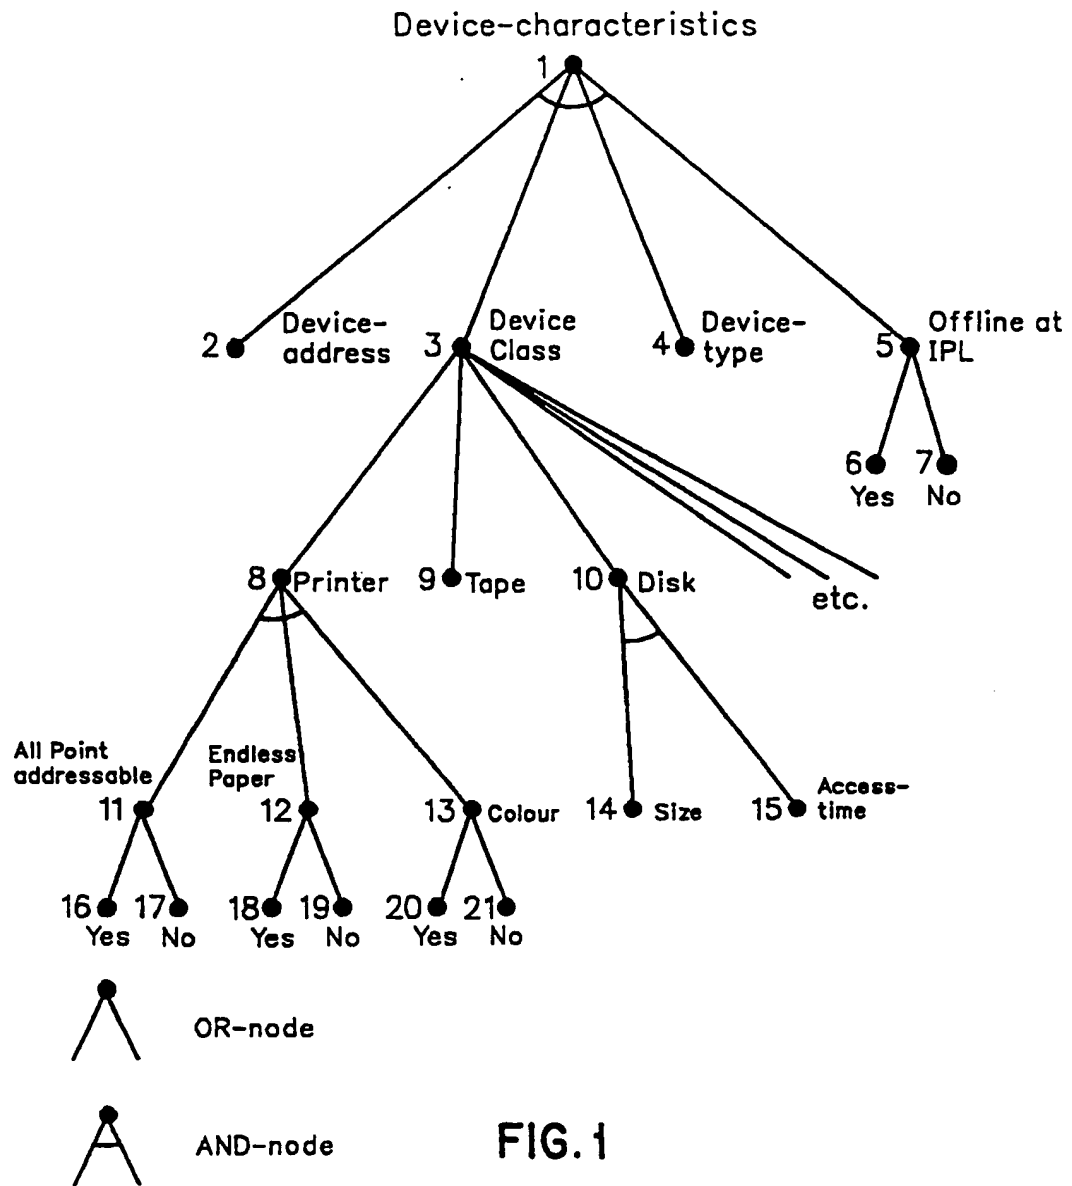 Device-characteristics
1
2
Device-
address
3
Device
Class
4
Device-
type
5
Offline at
IPL
6
7
Yes
No
8
Printer
9
Tape
10
Disk
etc.
All Point
addressable
11
Endless
Paper
12
13
Colour
14
Size
15
Access-
time
16
17
18
19
20
21
Yes
No
Yes
No
Yes
No
OR-node
AND-node
FIG. 1